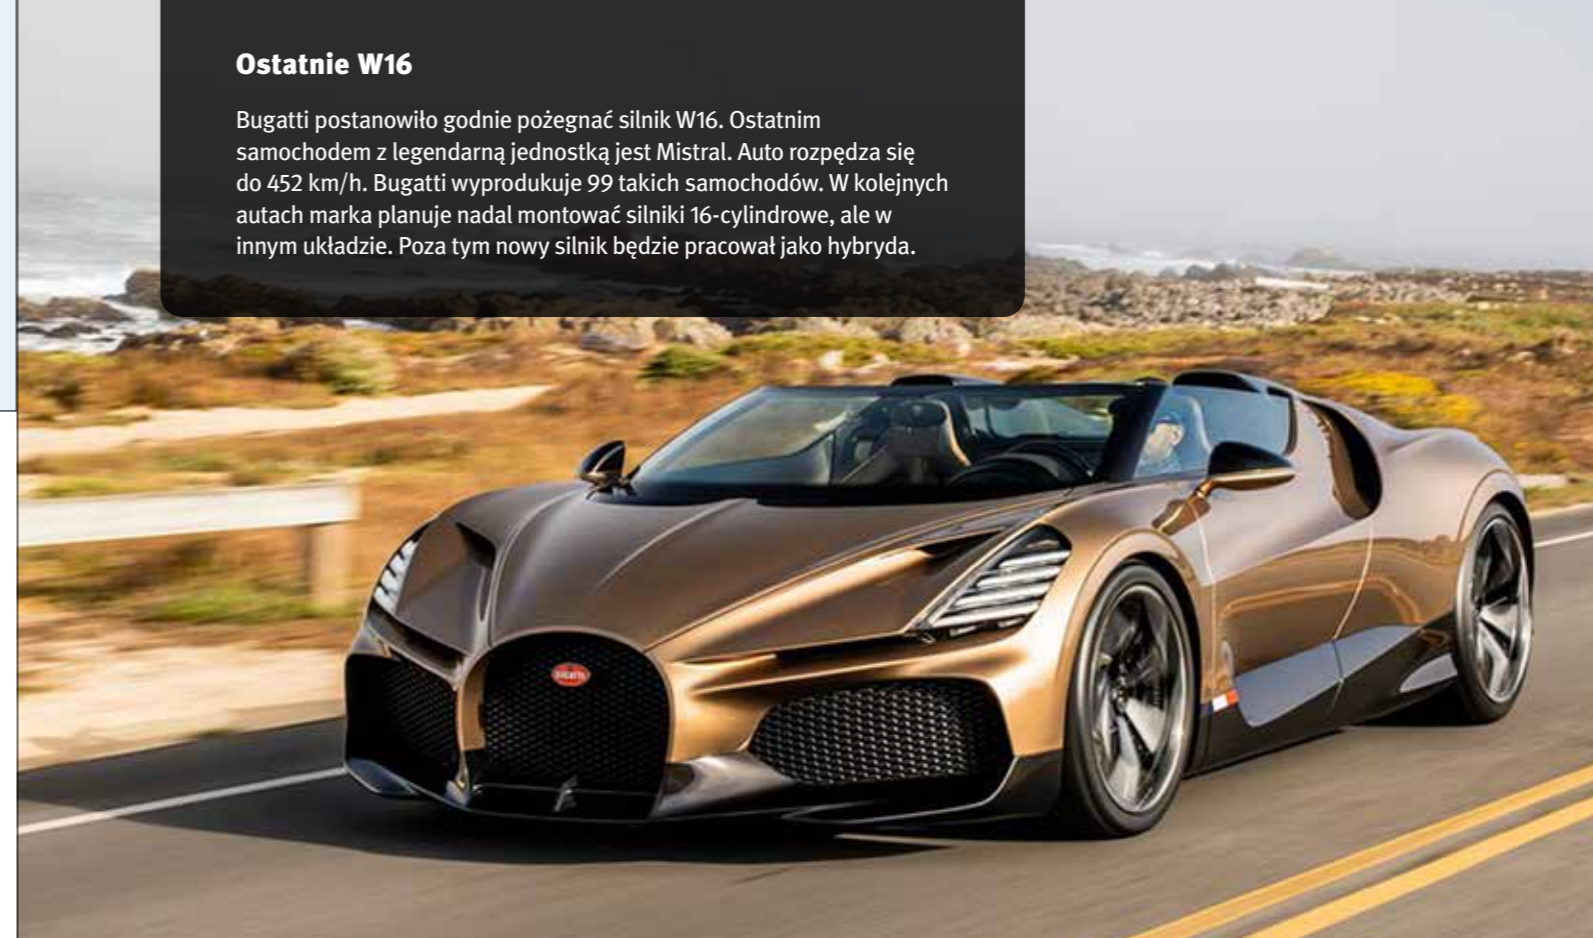 Ostatnie W16
Bugatti postanowiło godnie pożegnać silnik W16. Ostatnim
samochodem z legendarną jednostką jest Mistral. Auto rozpędza się
do 452 km/h. Bugatti wyprodukuje 99 takich samochodów. W kolejnych
autach marka planuje nadal montować silniki 16-cylindrowe, ale w
innym układzie. Poza tym nowy silnik będzie pracował jako hybryda.
BUGATTI